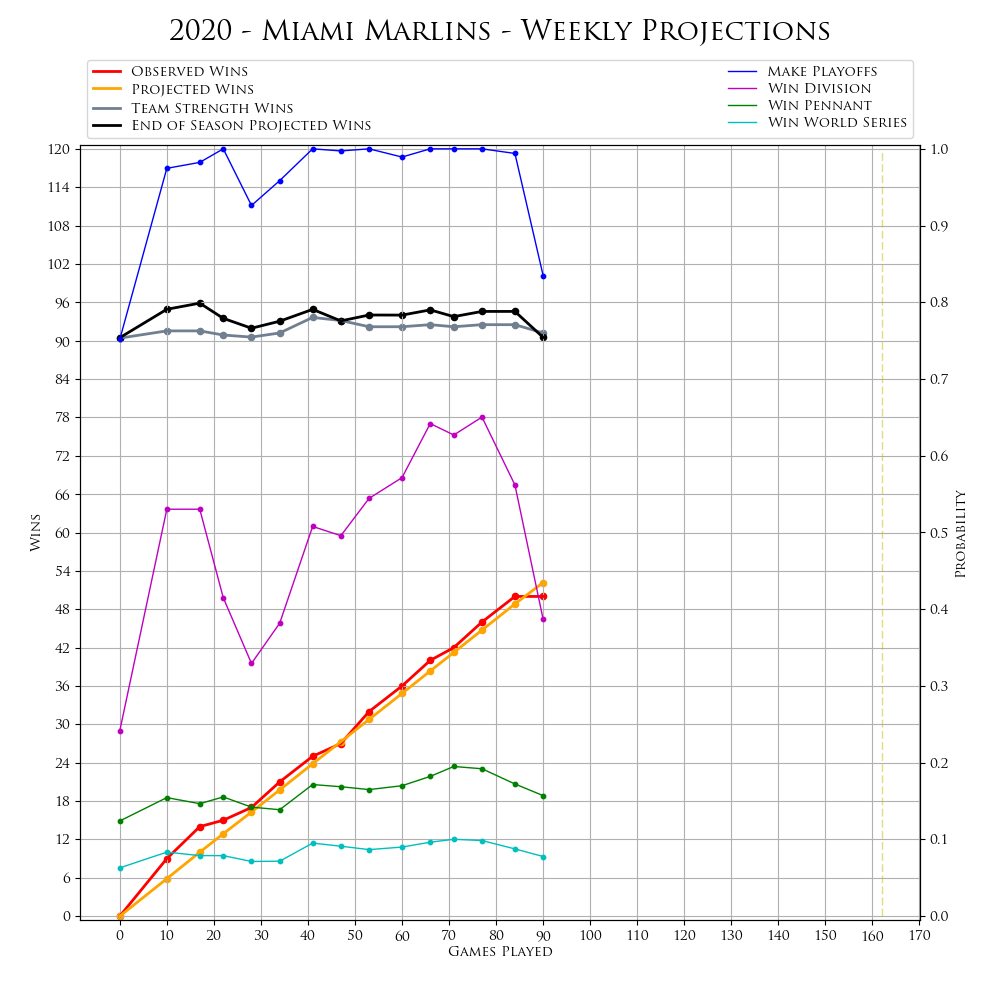 2020 - Miami Marlins - Weekly Projections
Observed Wins
Projected Wins
Team Strength Wins
End of Season Projected Wins
Make Playoffs
Win Division
Win Pennant
Win World Series
120
114
108
102
96
90
84
78
72
66
60
54
48
42
36
30
24
18
12
6
0
Wins
1.0
0.9
0.8
0.7
0.6
0.5
0.4
0.3
0.2
0.1
0.0
Probability
0 10 20 30 40 50 60 70 80 90 100 110 120 130 140 150 160 170
Games Played